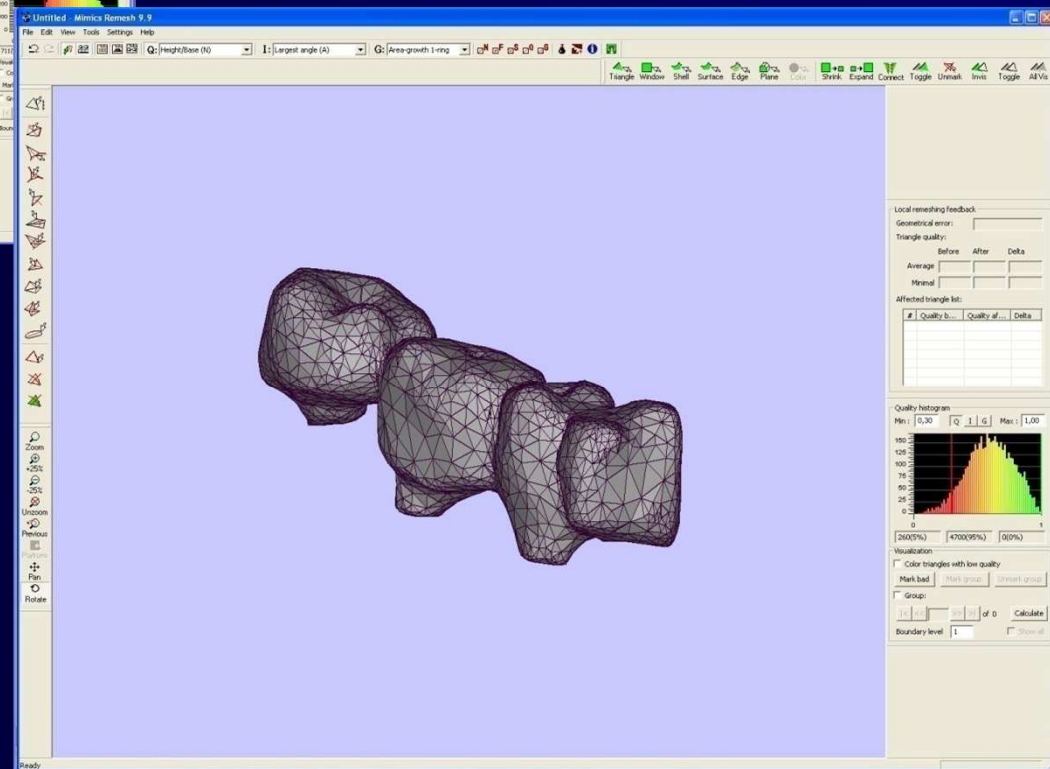 Untitled - Mimics Remesh 9.9
File Edit View Tools Settings Help
Q: Height/Base (N) I: Largest angle (A) G: Area-growth 1-ring
Triangle Window Shell Surface Edge Plane Color Shrink Expand Connect Toggle Unmark Invis Toggle All Vis
Local remeshing feedback
Geometrical error:
Triangle quality:
Before After Delta
Average
Minimal
Affected triangle list:
# Quality b... Quality af... Delta
Quality histogram
Min : 0,30 Q I G Max : 1,00
150
125
100
75
50
25
0
0 1
260(5%) 4700(95%) 0(0%)
Visualization
Color triangles with low quality
Mark bad Mark group Unmark group
Group:
|< << >> >| of 0 Calculate
Boundary level 1 Show all
Zoom
+25%
-25%
Unzoom
Previous
Pan
Rotate
Ready